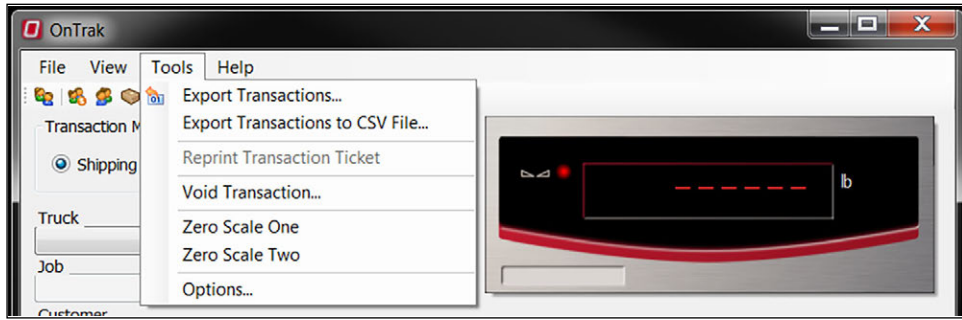 OnTrak
File View Tools Help
Export Transactions...
Export Transactions to CSV File...
Reprint Transaction Ticket
Void Transaction...
Zero Scale One
Zero Scale Two
Options...
Transaction M
Shipping
Truck
Job
Customer
lb